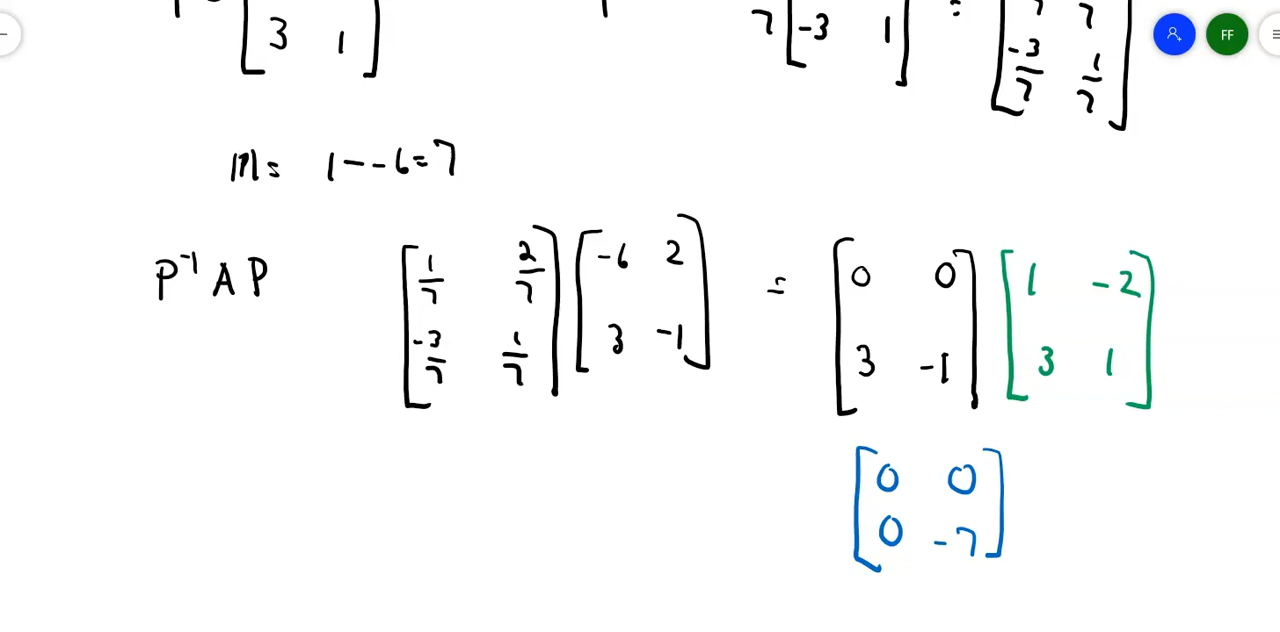 [ 3 1 ] 7 [ -3 1 ] = [ 7 7
-3/7 1/7 ]
|P| = 1--6=7
P⁻¹ A P [ 1/7 2/7 ] [ -6 2 ] = [ 0 0 ] [ 1 -2 ]
[ -3/7 1/7 ] [ 3 -1 ] [ 3 -1 ] [ 3 1 ]
[ 0 0 ]
[ 0 -7 ]
FF